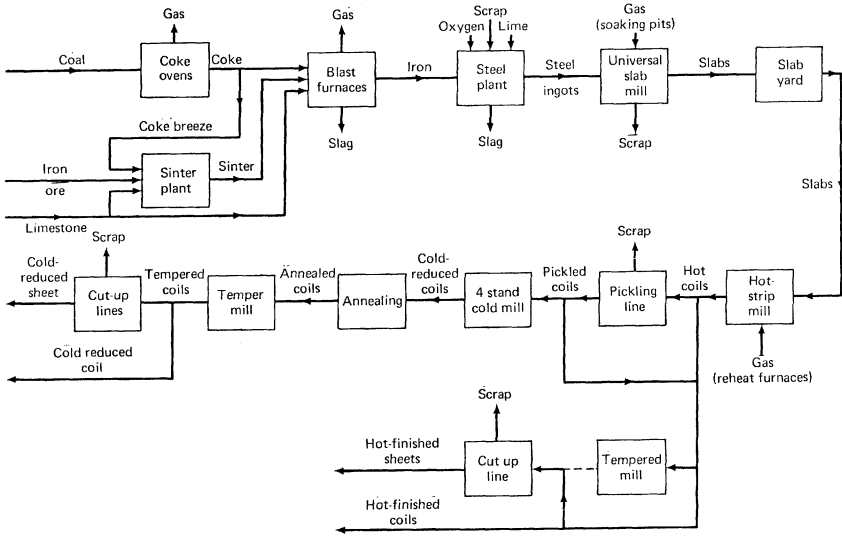 Gas
Gas
Scrap
Oxygen
Lime
Gas
(soaking pits)
Coal
Coke
ovens
Coke
Blast
furnaces
Iron
Steel
plant
Steel
ingots
Universal
slab
mill
Slabs
Slab
yard
Coke breeze
Slag
Slag
Scrap
Iron
ore
Sinter
plant
Sinter
Slabs
Limestone
Scrap
Scrap
Cold-
reduced
sheet
Cut-up
lines
Tempered
coils
Temper
mill
Annealed
coils
Annealing
Cold-
reduced
coils
4 stand
cold mill
Pickled
coils
Pickling
line
Hot
coils
Hot-
strip
mill
Cold reduced
coil
Gas
(reheat furnaces)
Scrap
Hot-finished
sheets
Cut up
line
Tempered
mill
Hot-finished
coils